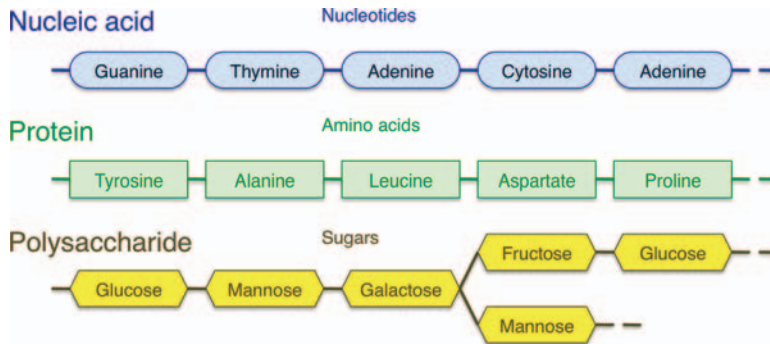 Nucleic acid Nucleotides
Guanine Thymine Adenine Cytosine Adenine
Protein Amino acids
Tyrosine Alanine Leucine Aspartate Proline
Polysaccharide Sugars
Fructose Glucose
Glucose Mannose Galactose
Mannose